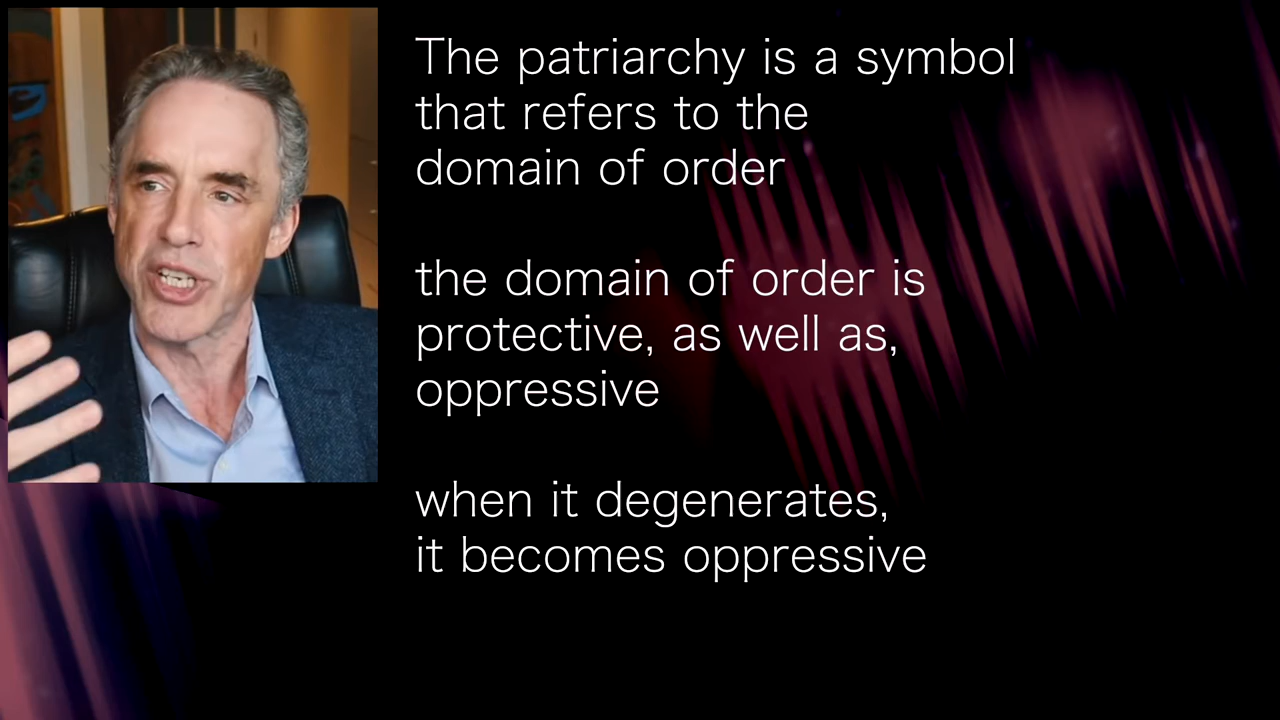 The patriarchy is a symbol
that refers to the
domain of order
the domain of order is
protective, as well as,
oppressive
when it degenerates,
it becomes oppressive